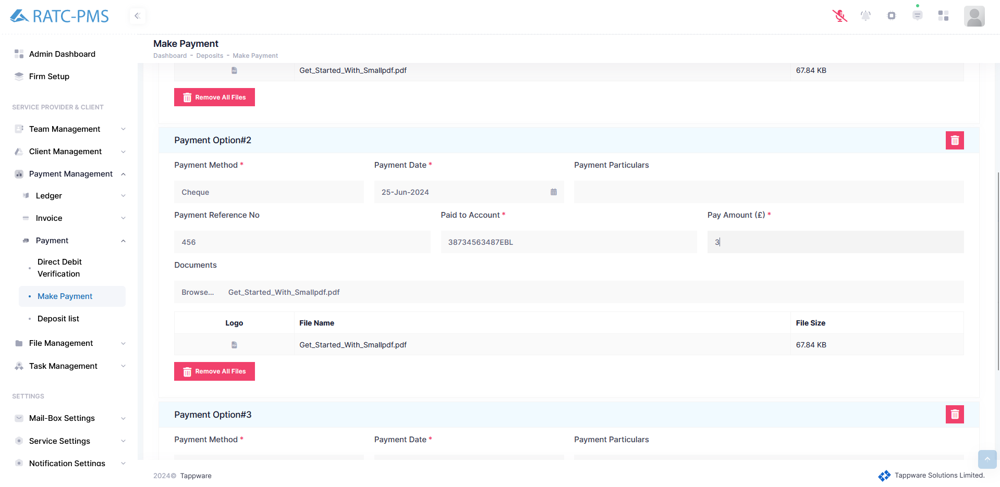 RATC-PMS
Make Payment
Dashboard - Deposits - Make Payment
Admin Dashboard
Firm Setup
SERVICE PROVIDER & CLIENT
Team Management
Client Management
Payment Management
Ledger
Invoice
Payment
Direct Debit
Verification
Make Payment
Deposit list
File Management
Task Management
SETTINGS
Mail-Box Settings
Service Settings
Notification Settings
Get_Started_With_Smallpdf.pdf 67.84 KB
Remove All Files
Payment Option#2
Payment Method * Payment Date * Payment Particulars
Cheque 25-Jun-2024
Payment Reference No Paid to Account * Pay Amount (£) *
456 38734563487EBL 3
Documents
Browse... Get_Started_With_Smallpdf.pdf
Logo File Name File Size
Get_Started_With_Smallpdf.pdf 67.84 KB
Remove All Files
Payment Option#3
Payment Method * Payment Date * Payment Particulars
2024© Tappware
Tappware Solutions Limited.